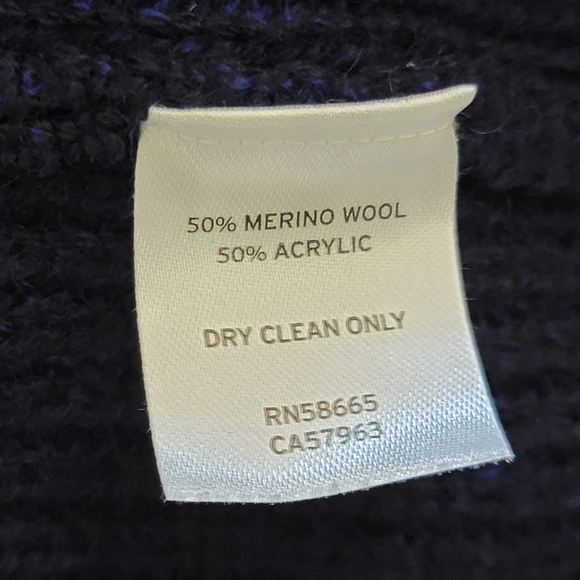 50% MERINO WOOL
50% ACRYLIC
DRY CLEAN ONLY
RN58665
CA57963